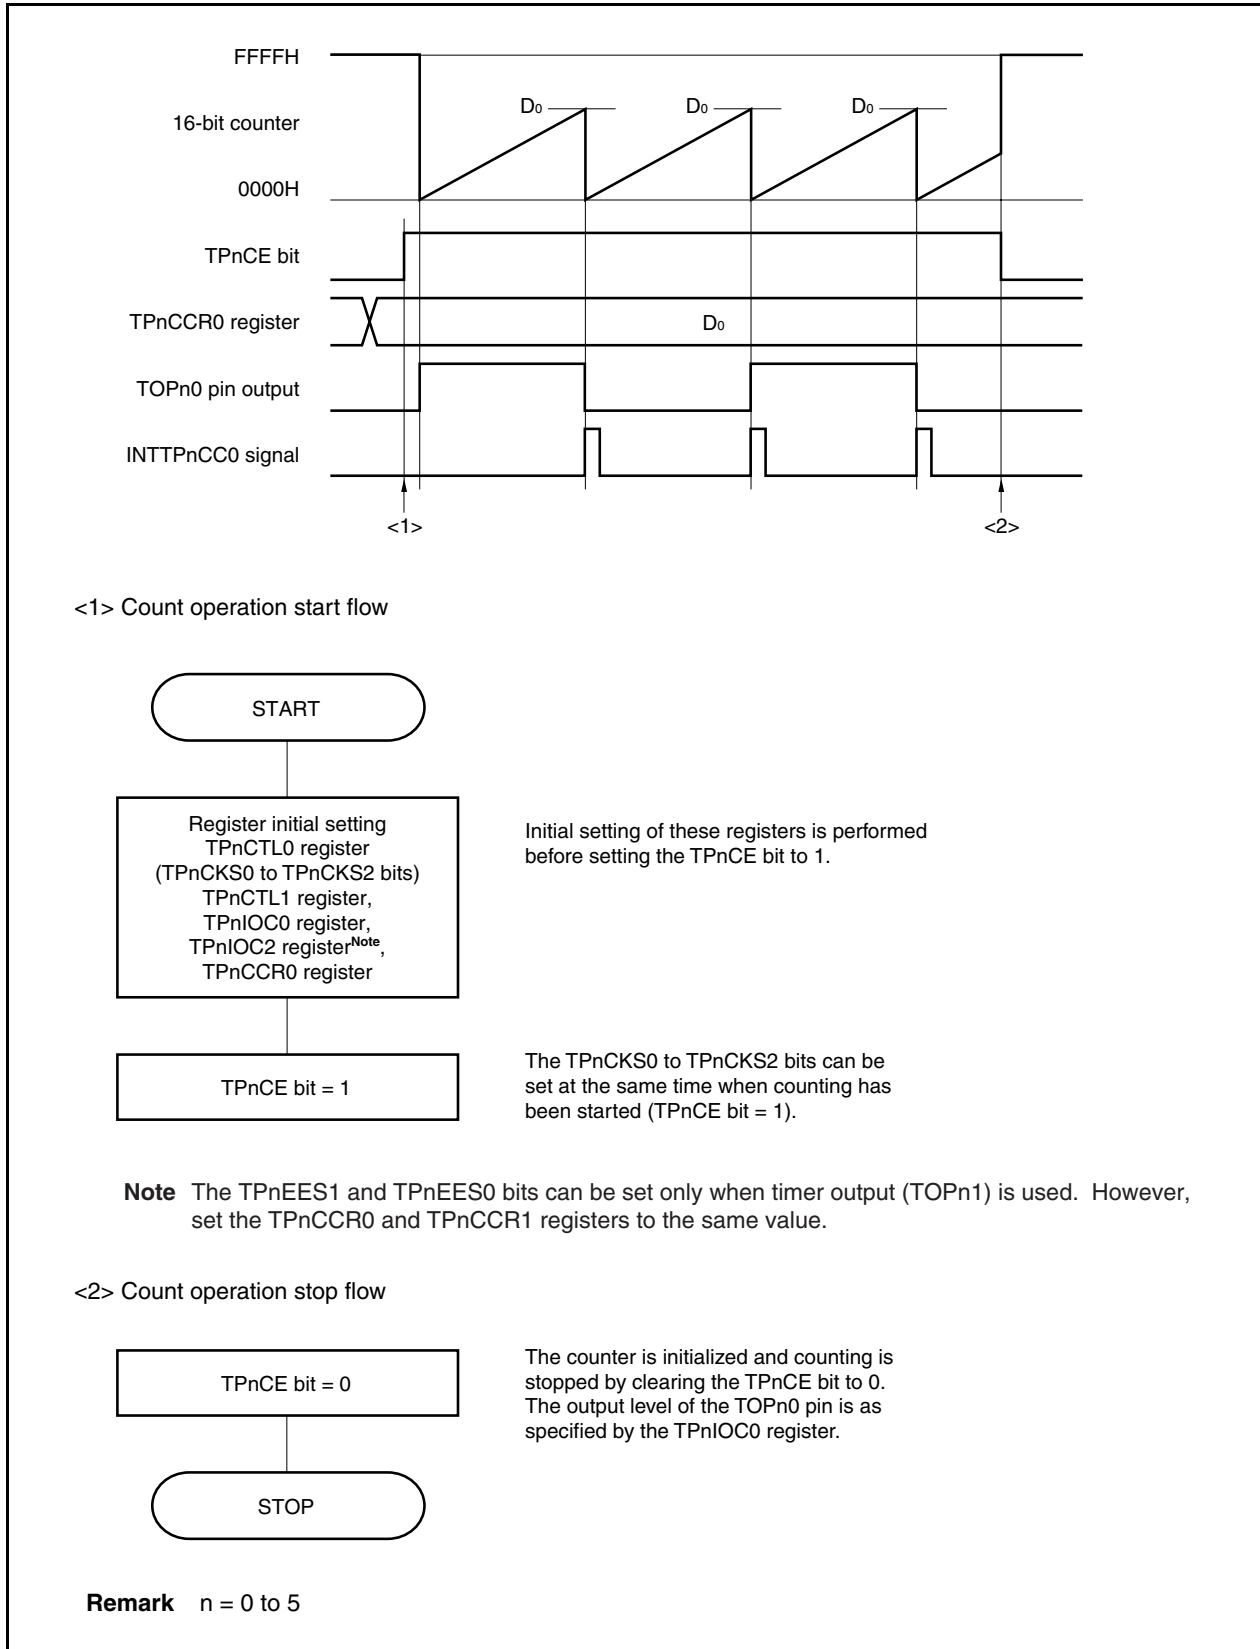 FFFFH
16-bit counter
0000H
D0
D0
D0
TPnCE bit
TPnCCR0 register
D0
TOPn0 pin output
INTTPnCC0 signal
<1>
<2>
<1> Count operation start flow
START
Register initial setting
TPnCTL0 register
(TPnCKS0 to TPnCKS2 bits)
TPnCTL1 register,
TPnIOC0 register,
TPnIOC2 registerNote,
TPnCCR0 register
Initial setting of these registers is performed
before setting the TPnCE bit to 1.
TPnCE bit = 1
The TPnCKS0 to TPnCKS2 bits can be
set at the same time when counting has
been started (TPnCE bit = 1).
Note The TPnEES1 and TPnEES0 bits can be set only when timer output (TOPn1) is used. However,
set the TPnCCR0 and TPnCCR1 registers to the same value.
<2> Count operation stop flow
TPnCE bit = 0
The counter is initialized and counting is
stopped by clearing the TPnCE bit to 0.
The output level of the TOPn0 pin is as
specified by the TPnIOC0 register.
STOP
Remark n = 0 to 5